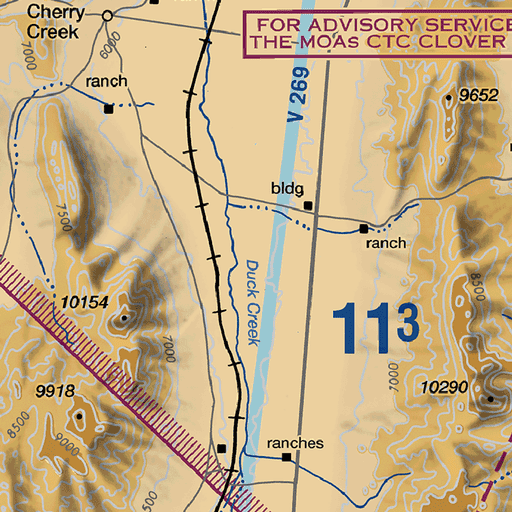 Cherry
Creek
6000
7000
FOR ADVISORY SERVICE
THE MOAs CTC CLOVER
ranch
V 269
9652
bldg
7500
ranch
Duck Creek
8500
10154
11³
7000
7000
9918
10290
8500
9000
ranches
500